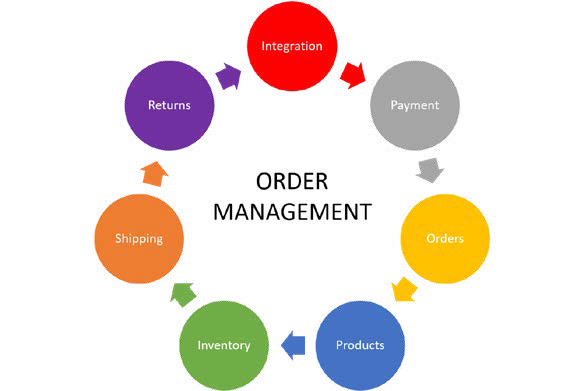 Integration
Payment
Orders
Products
Inventory
Shipping
Returns
ORDER
MANAGEMENT